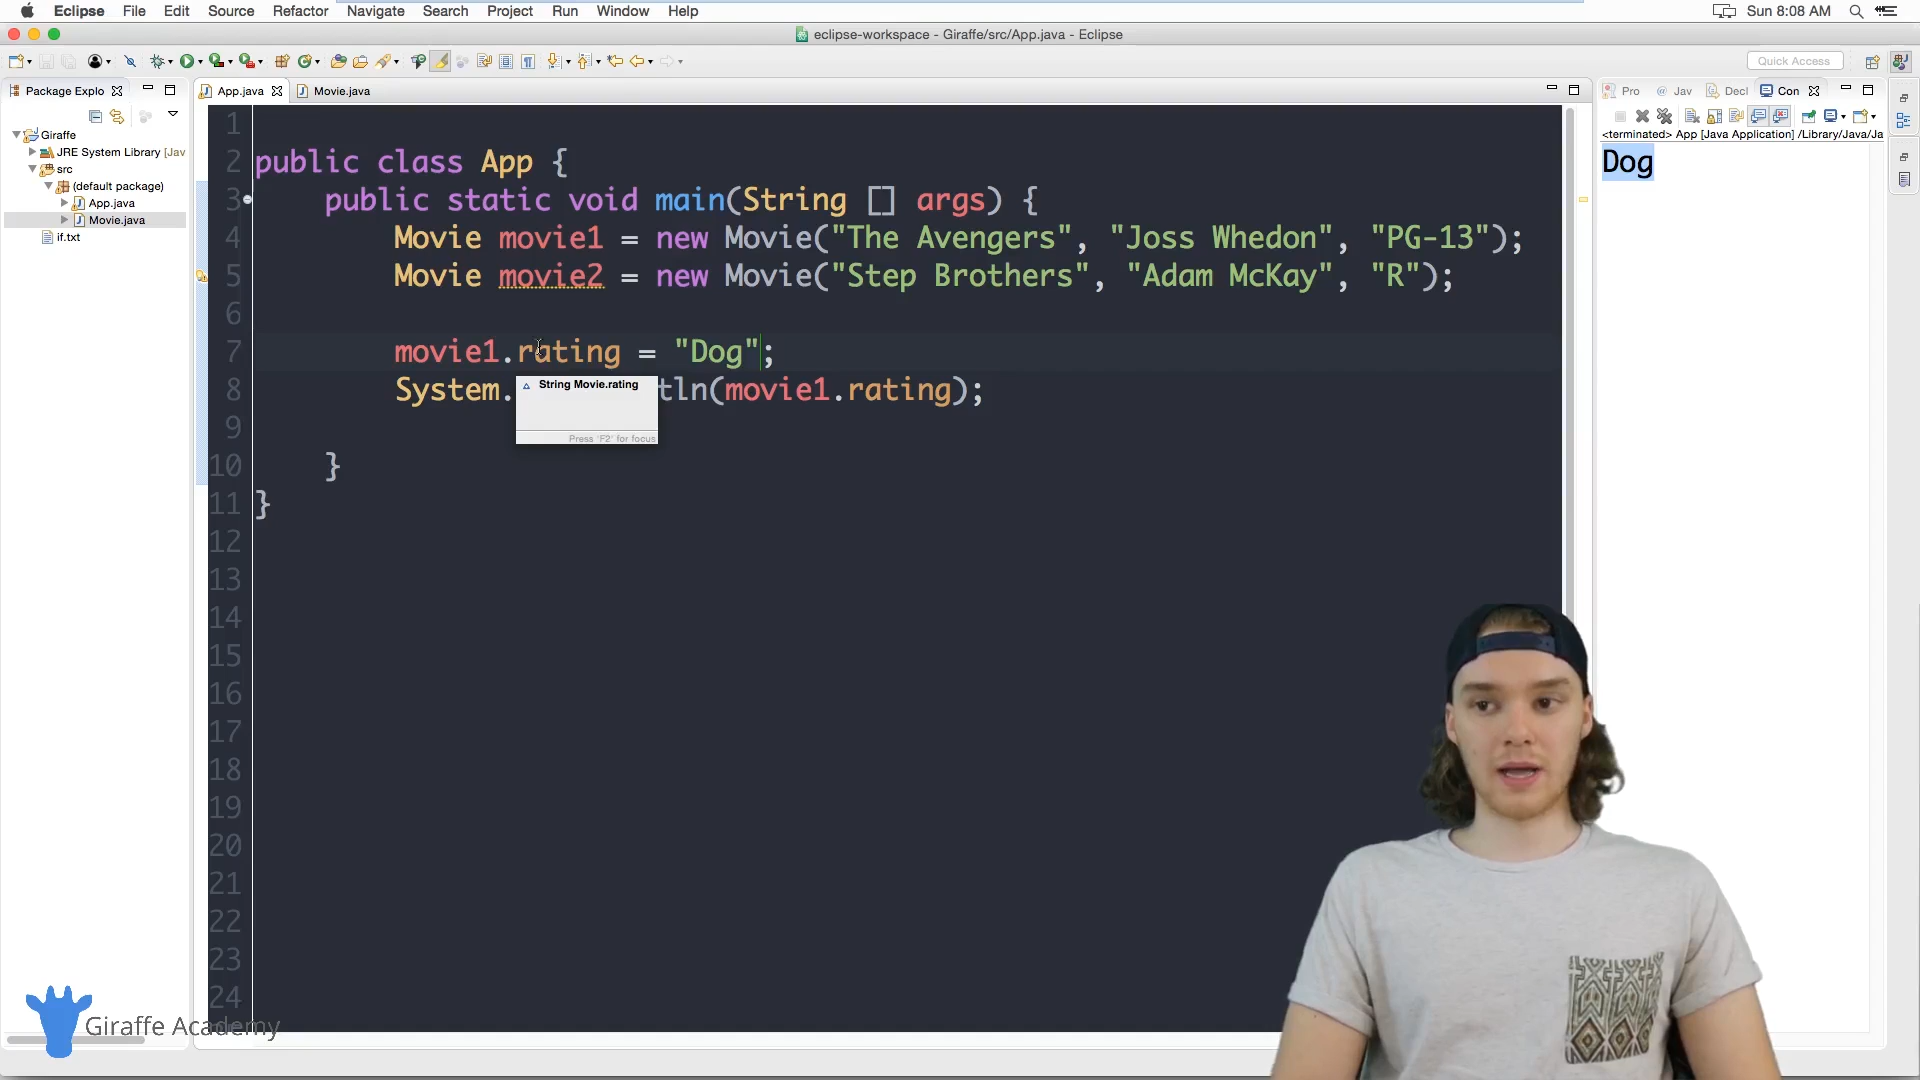 Eclipse File Edit Source Refactor Navigate Search Project Run Window Help Sun 8:08 AM
eclipse-workspace - Giraffe/src/App.java - Eclipse
Quick Access
Package Explo App.java Movie.java Pro Jav Decl Con
<terminated> App [Java Application] /Library/Java/Ja
Dog
Giraffe
JRE System Library [Jav
src
(default package)
App.java
Movie.java
if.txt
1
2 public class App {
3 public static void main(String [] args) {
4 Movie movie1 = new Movie("The Avengers", "Joss Whedon", "PG-13");
5 Movie movie2 = new Movie("Step Brothers", "Adam McKay", "R");
6
7 movie1.rating = "Dog";
8 System. tln(movie1.rating);
String Movie.rating
Press 'F2' for focus
9
10 }
11 }
12
13
14
15
16
17
18
19
20
21
22
23
24
Giraffe Academy